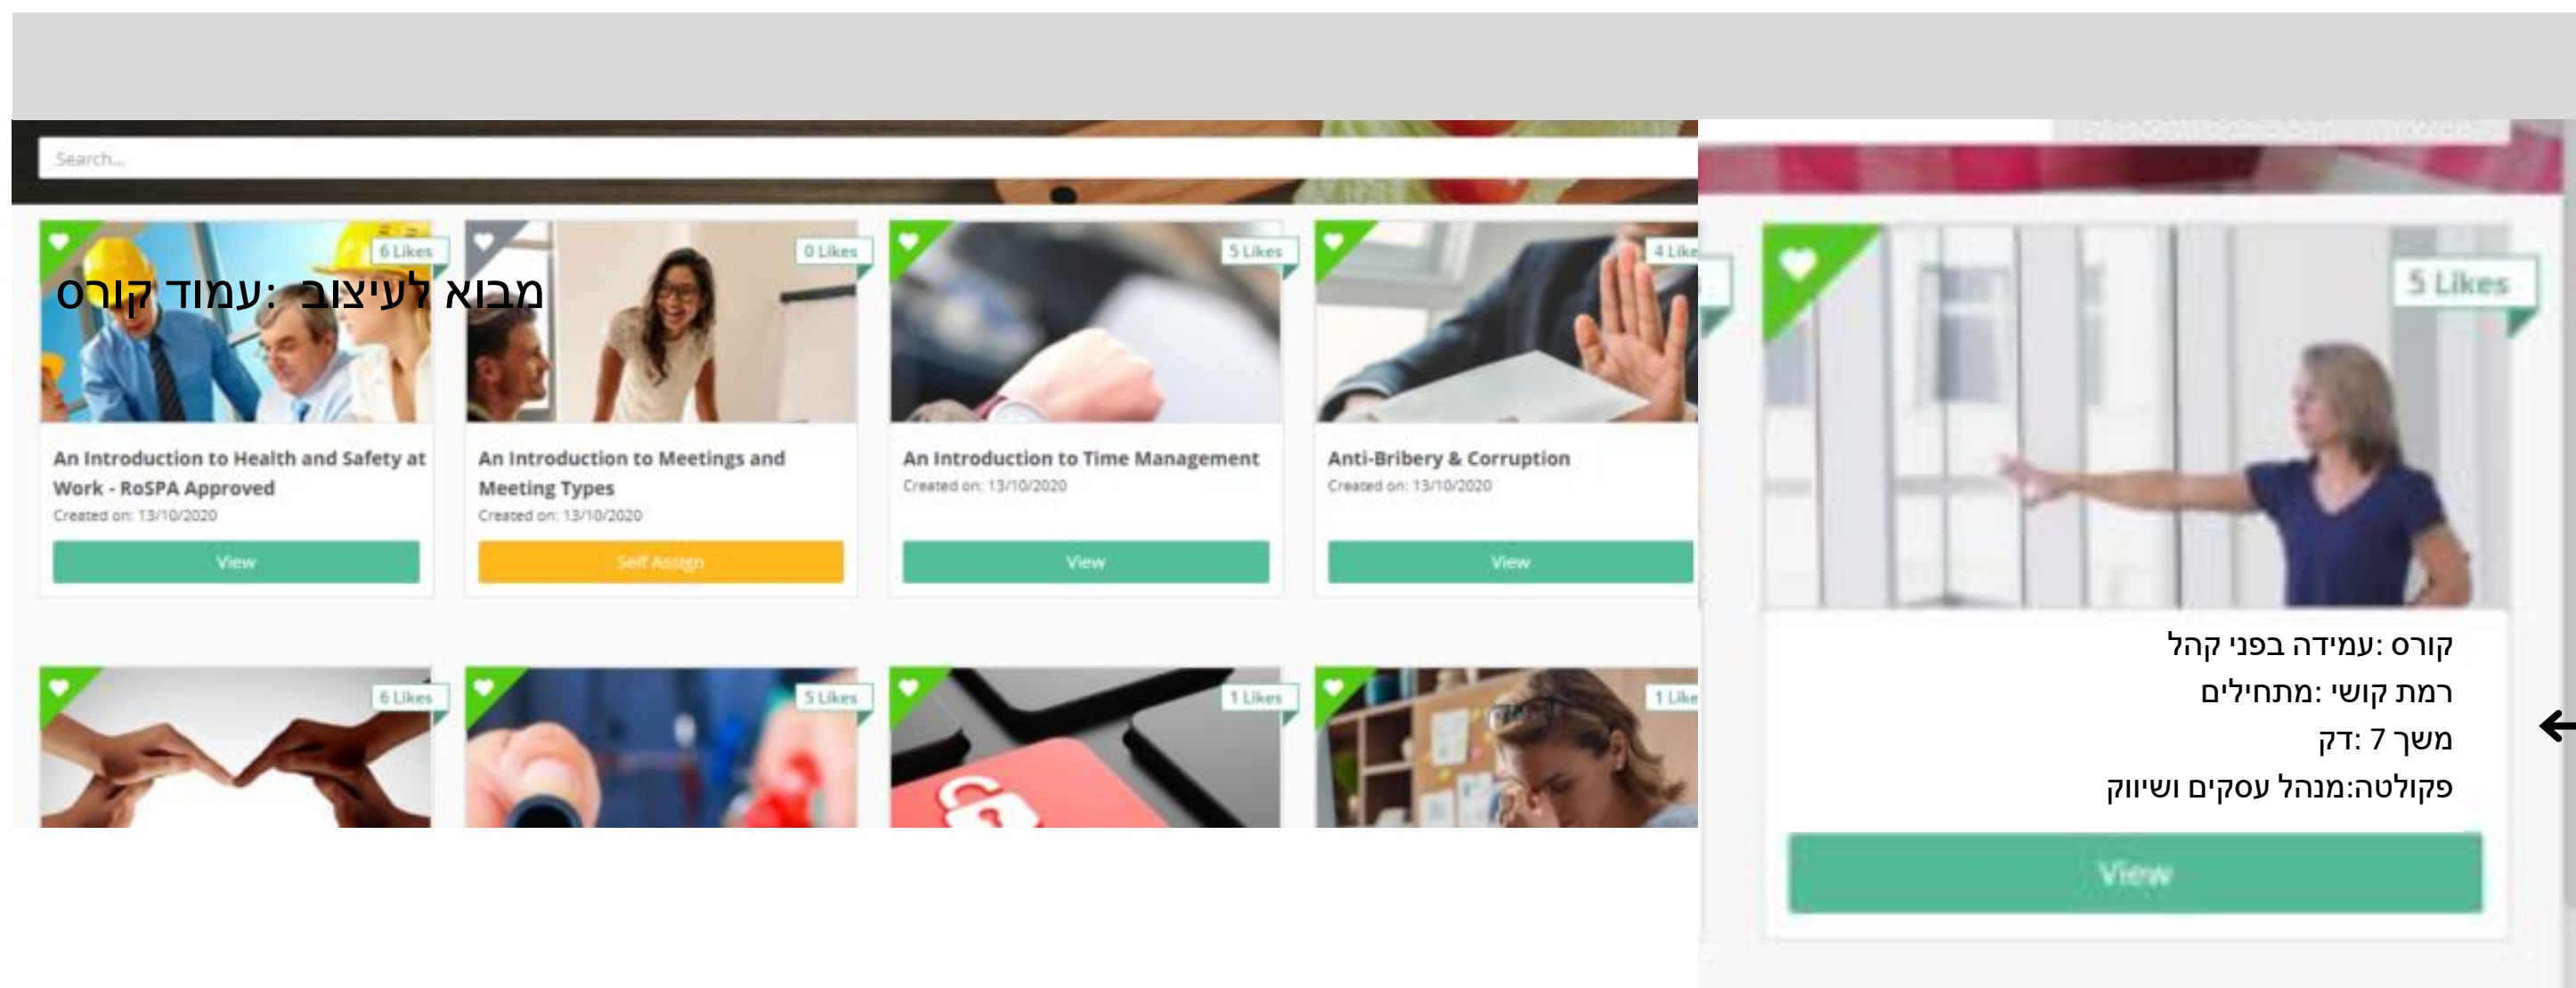 Search...
6 Likes
0 Likes
5 Likes
4 Like
5 Likes
מבוא לעיצוב :עמוד קורס
An Introduction to Health and Safety at
Work - RoSPA Approved
Created on: 13/10/2020
View
An Introduction to Meetings and
Meeting Types
Created on: 13/10/2020
Self Assign
An Introduction to Time Management
Created on: 13/10/2020
View
Anti-Bribery & Corruption
Created on: 13/10/2020
View
קורס :עמידה בפני קהל
רמת קושי :מתחילים
משך 7 :דק
פקולטה:מנהל עסקים ושיווק
View
6 Likes
5 Likes
1 Likes
1 Like